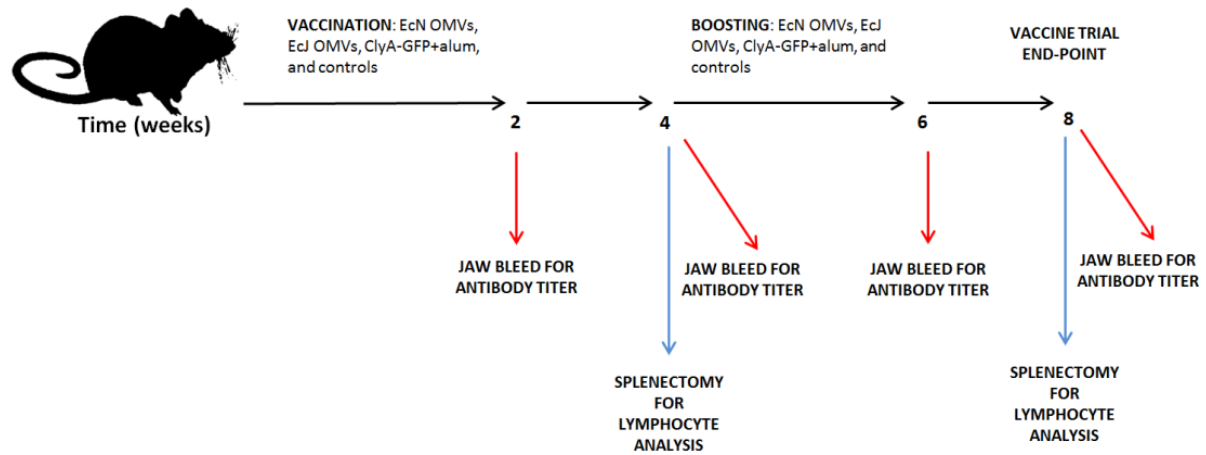 VACCINATION: EcN OMVs,
EcJ OMVs, ClyA-GFP+alum,
and controls
BOOSTING: EcN OMVs, EcJ
OMVs, ClyA-GFP+alum, and
controls
VACCINE TRIAL
END-POINT
Time (weeks)
2
4
6
8
JAW BLEED FOR
ANTIBODY TITER
JAW BLEED FOR
ANTIBODY TITER
JAW BLEED FOR
ANTIBODY TITER
JAW BLEED FOR
ANTIBODY TITER
SPLENECTOMY
FOR
LYMPHOCYTE
ANALYSIS
SPLENECTOMY
FOR
LYMPHOCYTE
ANALYSIS